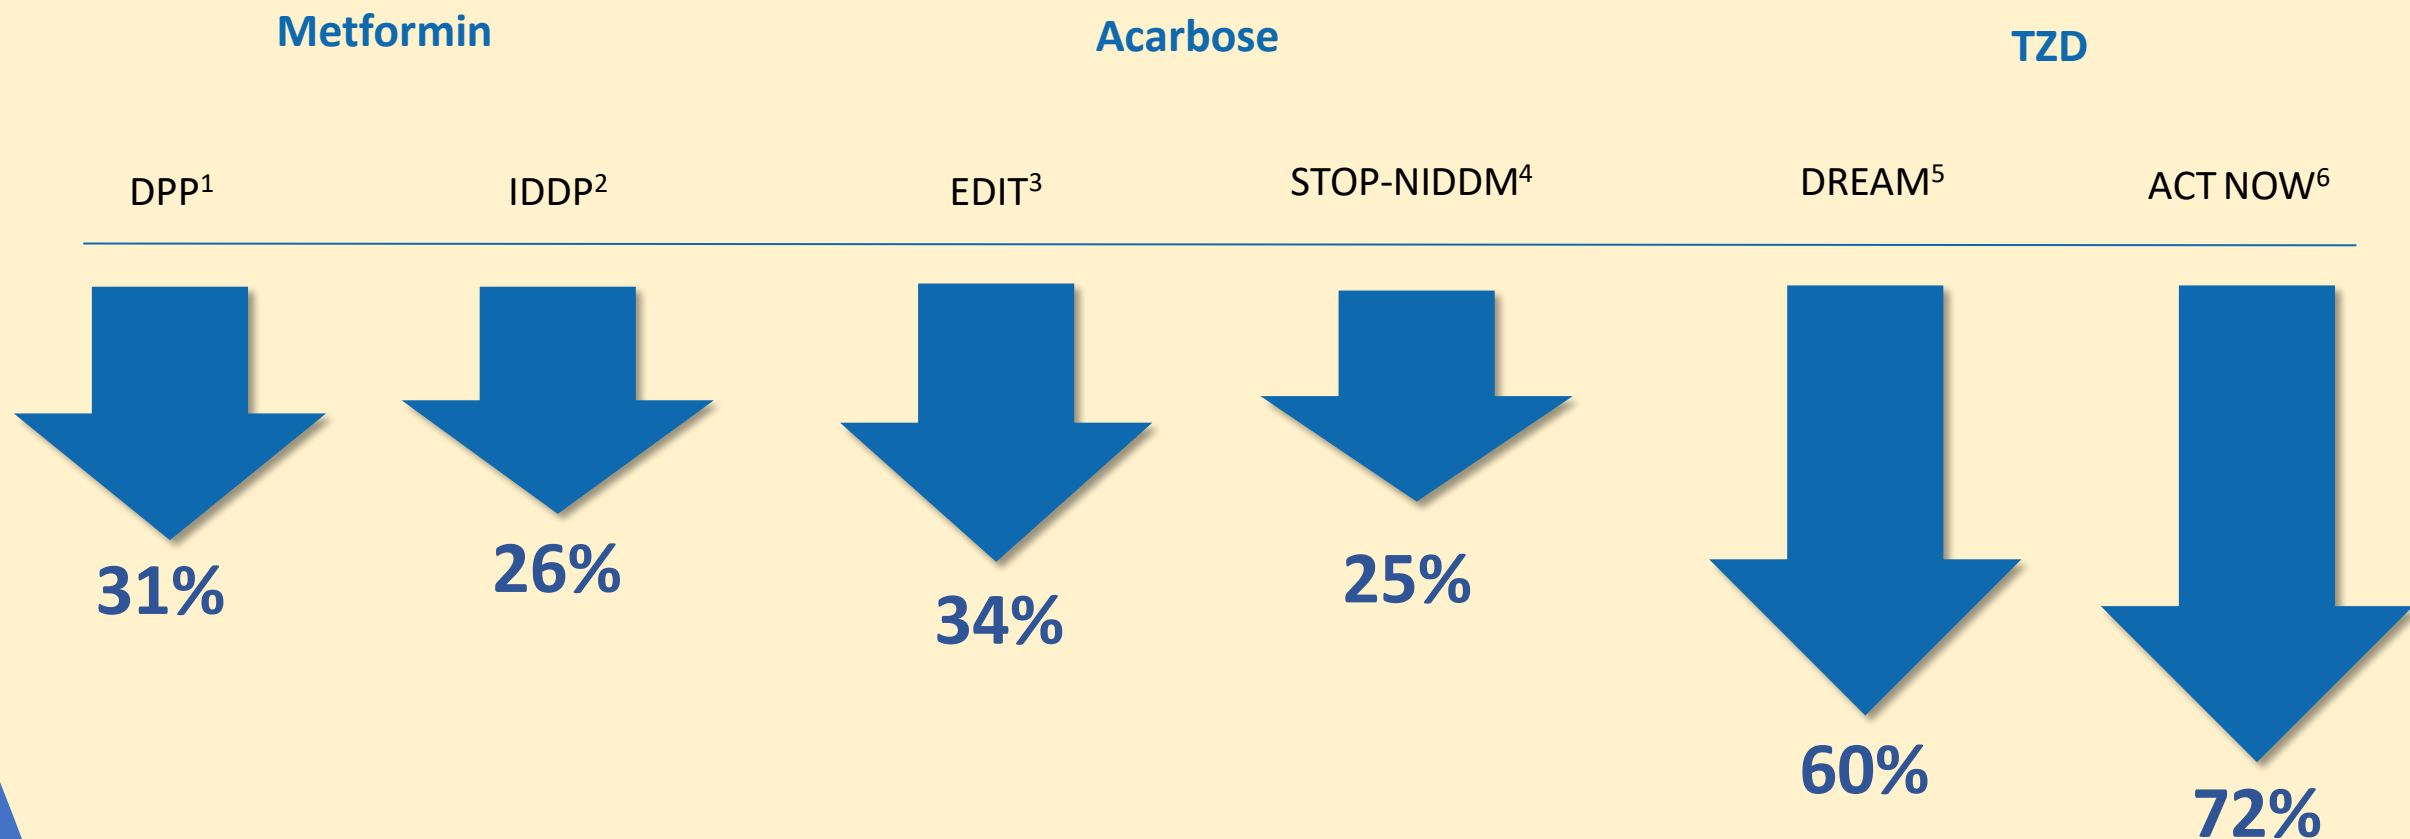 Metformin
Acarbose
TZD
DPP¹
IDDP²
EDIT³
STOP-NIDDM⁴
DREAM⁵
ACT NOW⁶
31%
26%
34%
25%
60%
72%